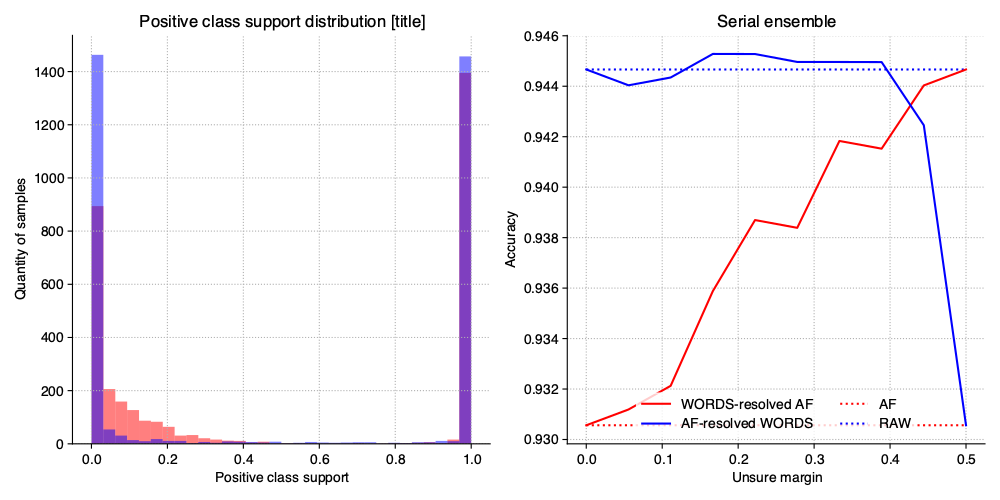 Positive class support distribution [title]
Quantity of samples
1400
1200
1000
800
600
400
200
0
0.0 0.2 0.4 0.6 0.8 1.0
Positive class support
Serial ensemble
Accuracy
0.946
0.944
0.942
0.940
0.938
0.936
0.934
0.932
0.930
WORDS-resolved AF AF
AF-resolved WORDS RAW
0.0 0.1 0.2 0.3 0.4 0.5
Unsure margin